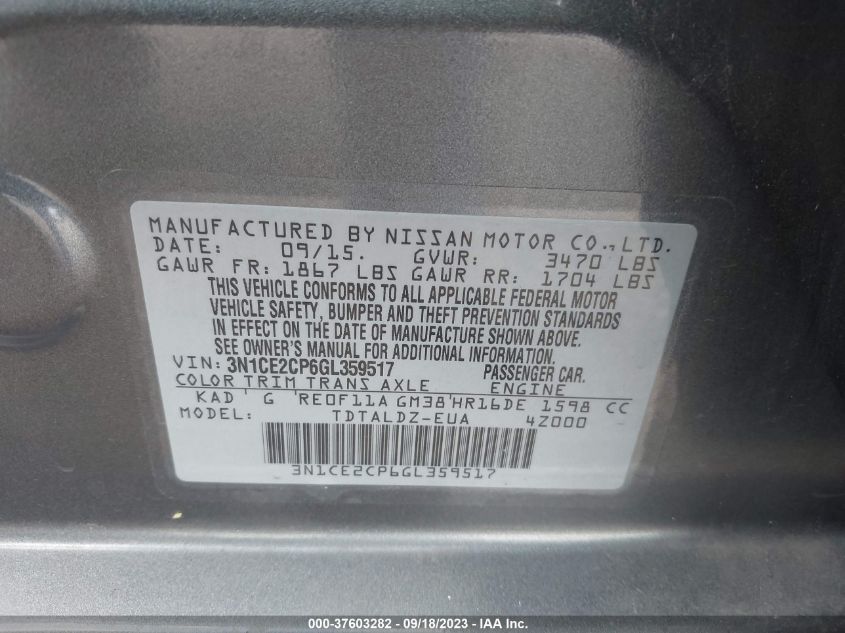 MANUFACTURED BY NISSAN MOTOR CO.,LTD.
DATE: 09/15. GVWR: 3470 LBS
GAWR FR: 1867 LBS GAWR RR: 1704 LBS
THIS VEHICLE CONFORMS TO ALL APPLICABLE FEDERAL MOTOR
VEHICLE SAFETY, BUMPER AND THEFT PREVENTION STANDARDS
IN EFFECT ON THE DATE OF MANUFACTURE SHOWN ABOVE.
SEE OWNER'S MANUAL FOR ADDITIONAL INFORMATION.
VIN: 3N1CE2CP6GL359517 PASSENGER CAR.
COLOR TRIM TRANS AXLE ENGINE
KAD G RE0F11A GM38 HR16DE 1598 CC
MODEL: TDTALDZ-EUA 4Z000
3N1CE2CP6GL359517
000-37603282 - 09/18/2023 - © IAA Inc.